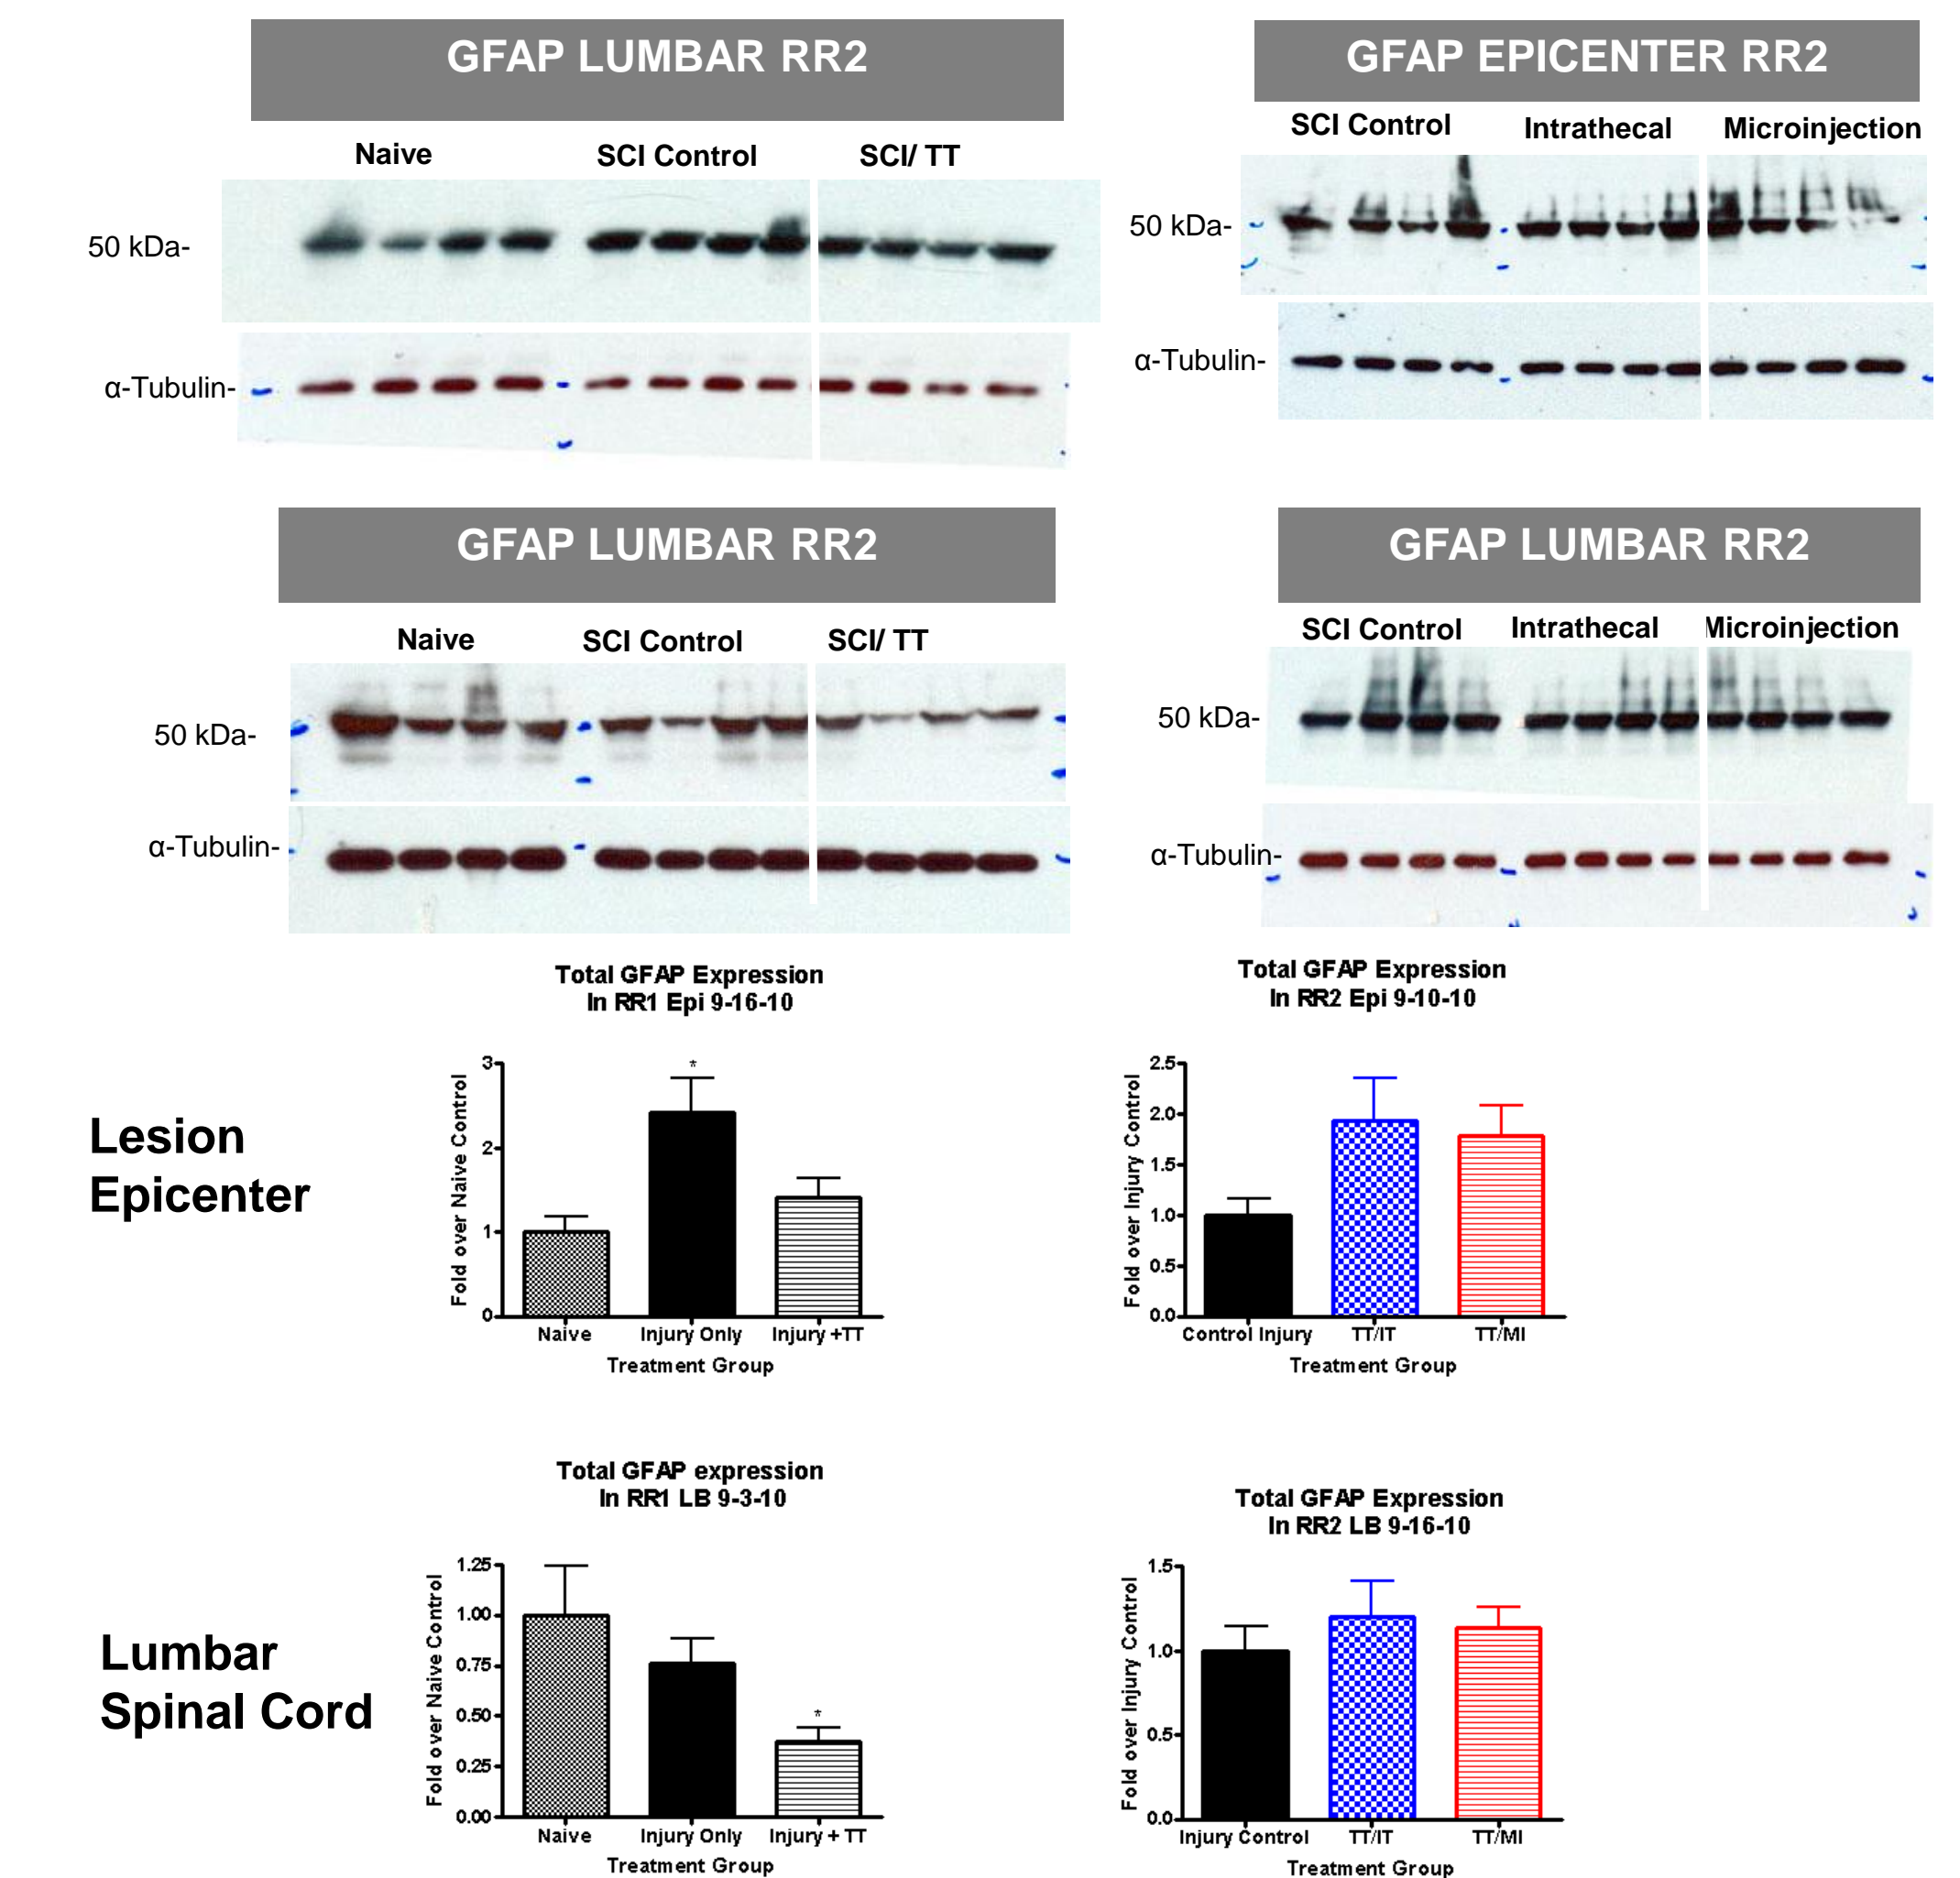 GFAP LUMBAR RR2
Naive SCI Control SCI/ TT
50 kDa-
α-Tubulin-
GFAP EPICENTER RR2
SCI Control Intrathecal Microinjection
50 kDa-
α-Tubulin-
GFAP LUMBAR RR2
Naive SCI Control SCI/ TT
50 kDa-
α-Tubulin-
GFAP LUMBAR RR2
SCI Control Intrathecal Microinjection
50 kDa-
α-Tubulin-
Lesion
Epicenter
Total GFAP Expression
In RR1 Epi 9-16-10
Fold over Naive Control
3
*
2
1
0
Naive Injury Only Injury +TT
Treatment Group
Total GFAP Expression
In RR2 Epi 9-10-10
Fold over Injury Control
2.5
2.0
1.5
1.0
0.5
0.0
Control Injury TT/IT TT/MI
Treatment Group
Lumbar
Spinal Cord
Total GFAP expression
In RR1 LB 9-3-10
Fold over Naive Control
1.25
1.00
0.75
0.50
*
0.25
0.00
Naive Injury Only Injury + TT
Treatment Group
Total GFAP Expression
In RR2 LB 9-16-10
Fold over Injury Control
1.5
1.0
0.5
0.0
Injury Control TT/IT TT/MI
Treatment Group